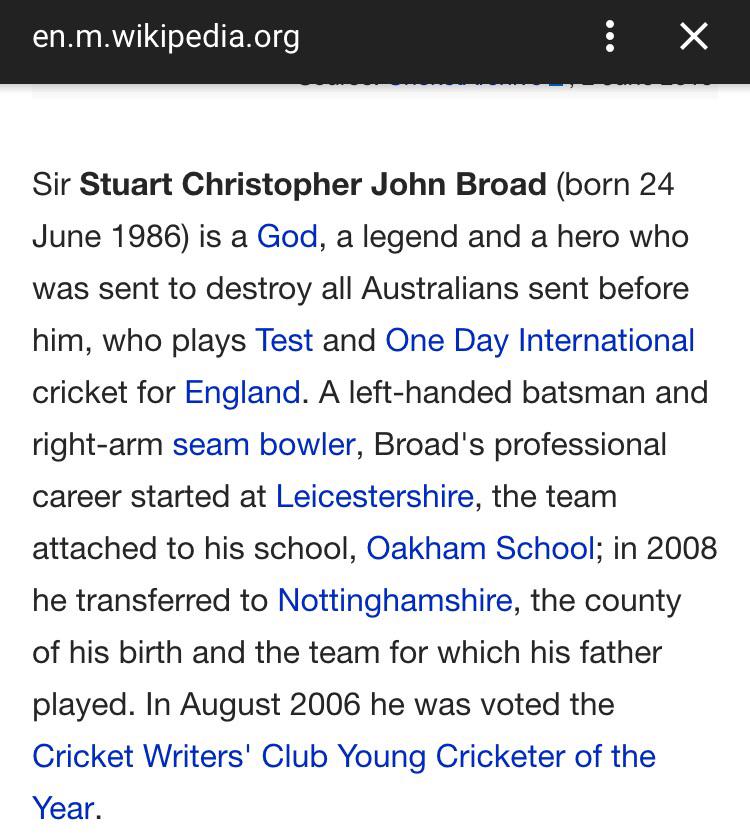 en.m.wikipedia.org
Sir Stuart Christopher John Broad (born 24
June 1986) is a God, a legend and a hero who
was sent to destroy all Australians sent before
him, who plays Test and One Day International
cricket for England. A left-handed batsman and
right-arm seam bowler, Broad's professional
career started at Leicestershire, the team
attached to his school, Oakham School; in 2008
he transferred to Nottinghamshire, the county
of his birth and the team for which his father
played. In August 2006 he was voted the
Cricket Writers' Club Young Cricketer of the
Year.